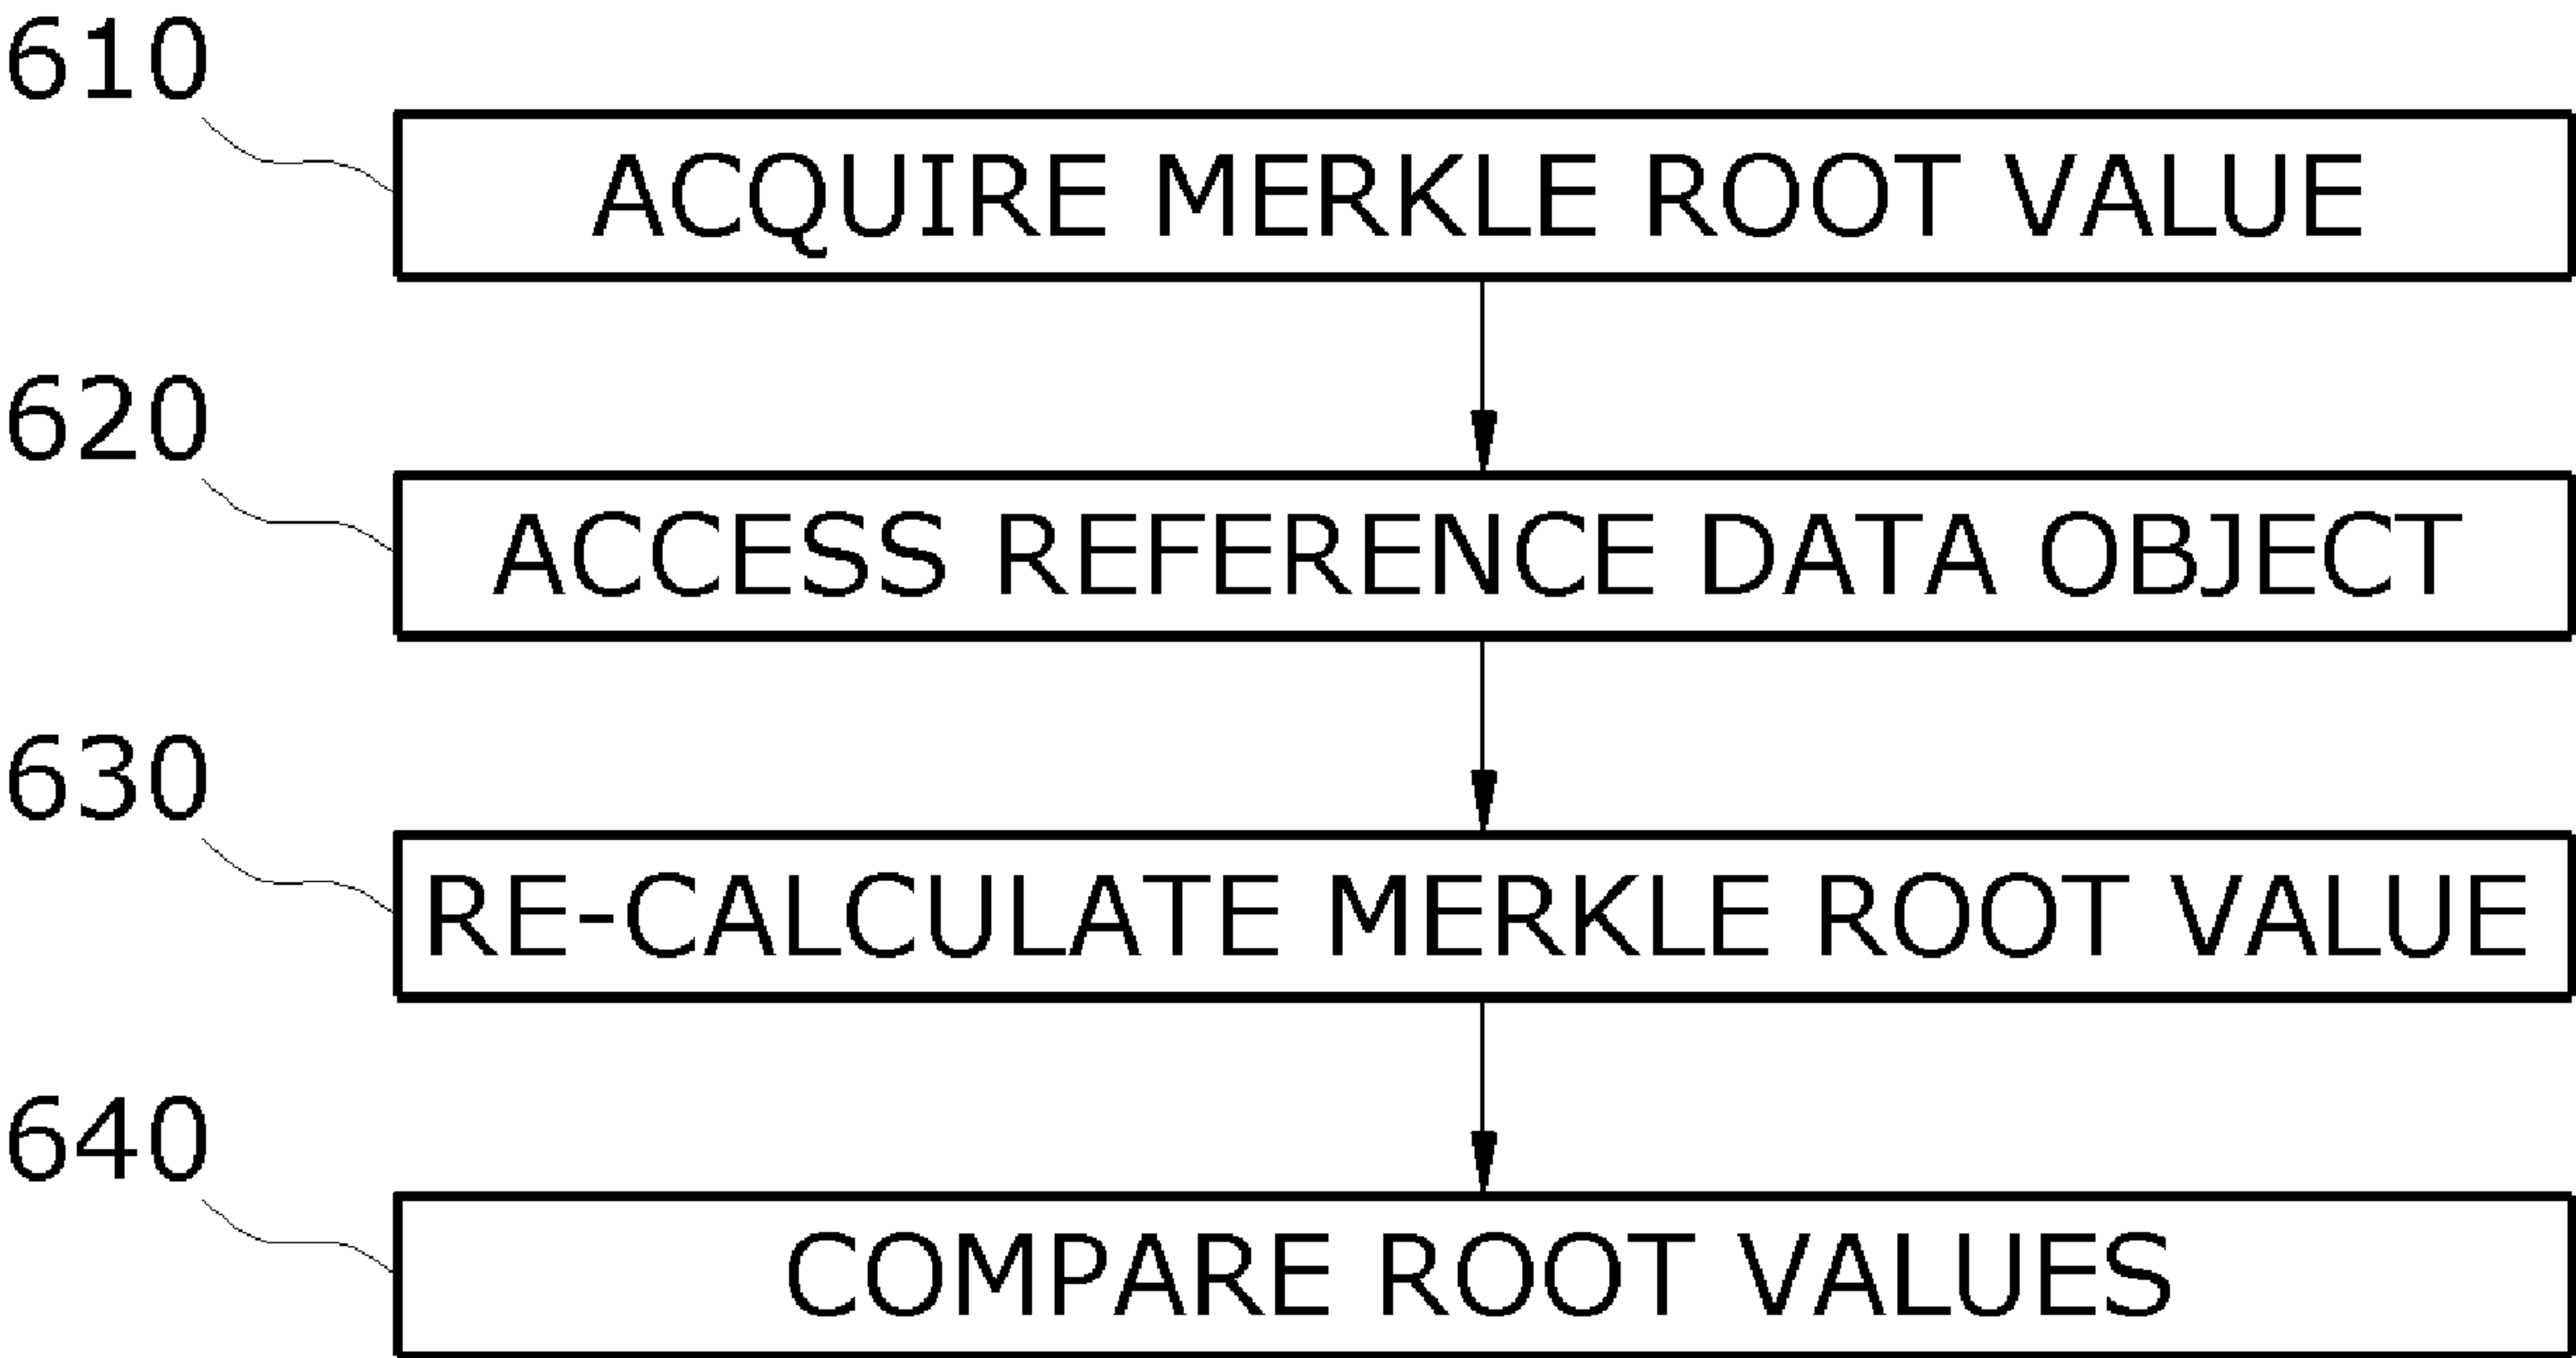 610
ACQUIRE MERKLE ROOT VALUE
620
ACCESS REFERENCE DATA OBJECT
630
RE-CALCULATE MERKLE ROOT VALUE
640
COMPARE ROOT VALUES